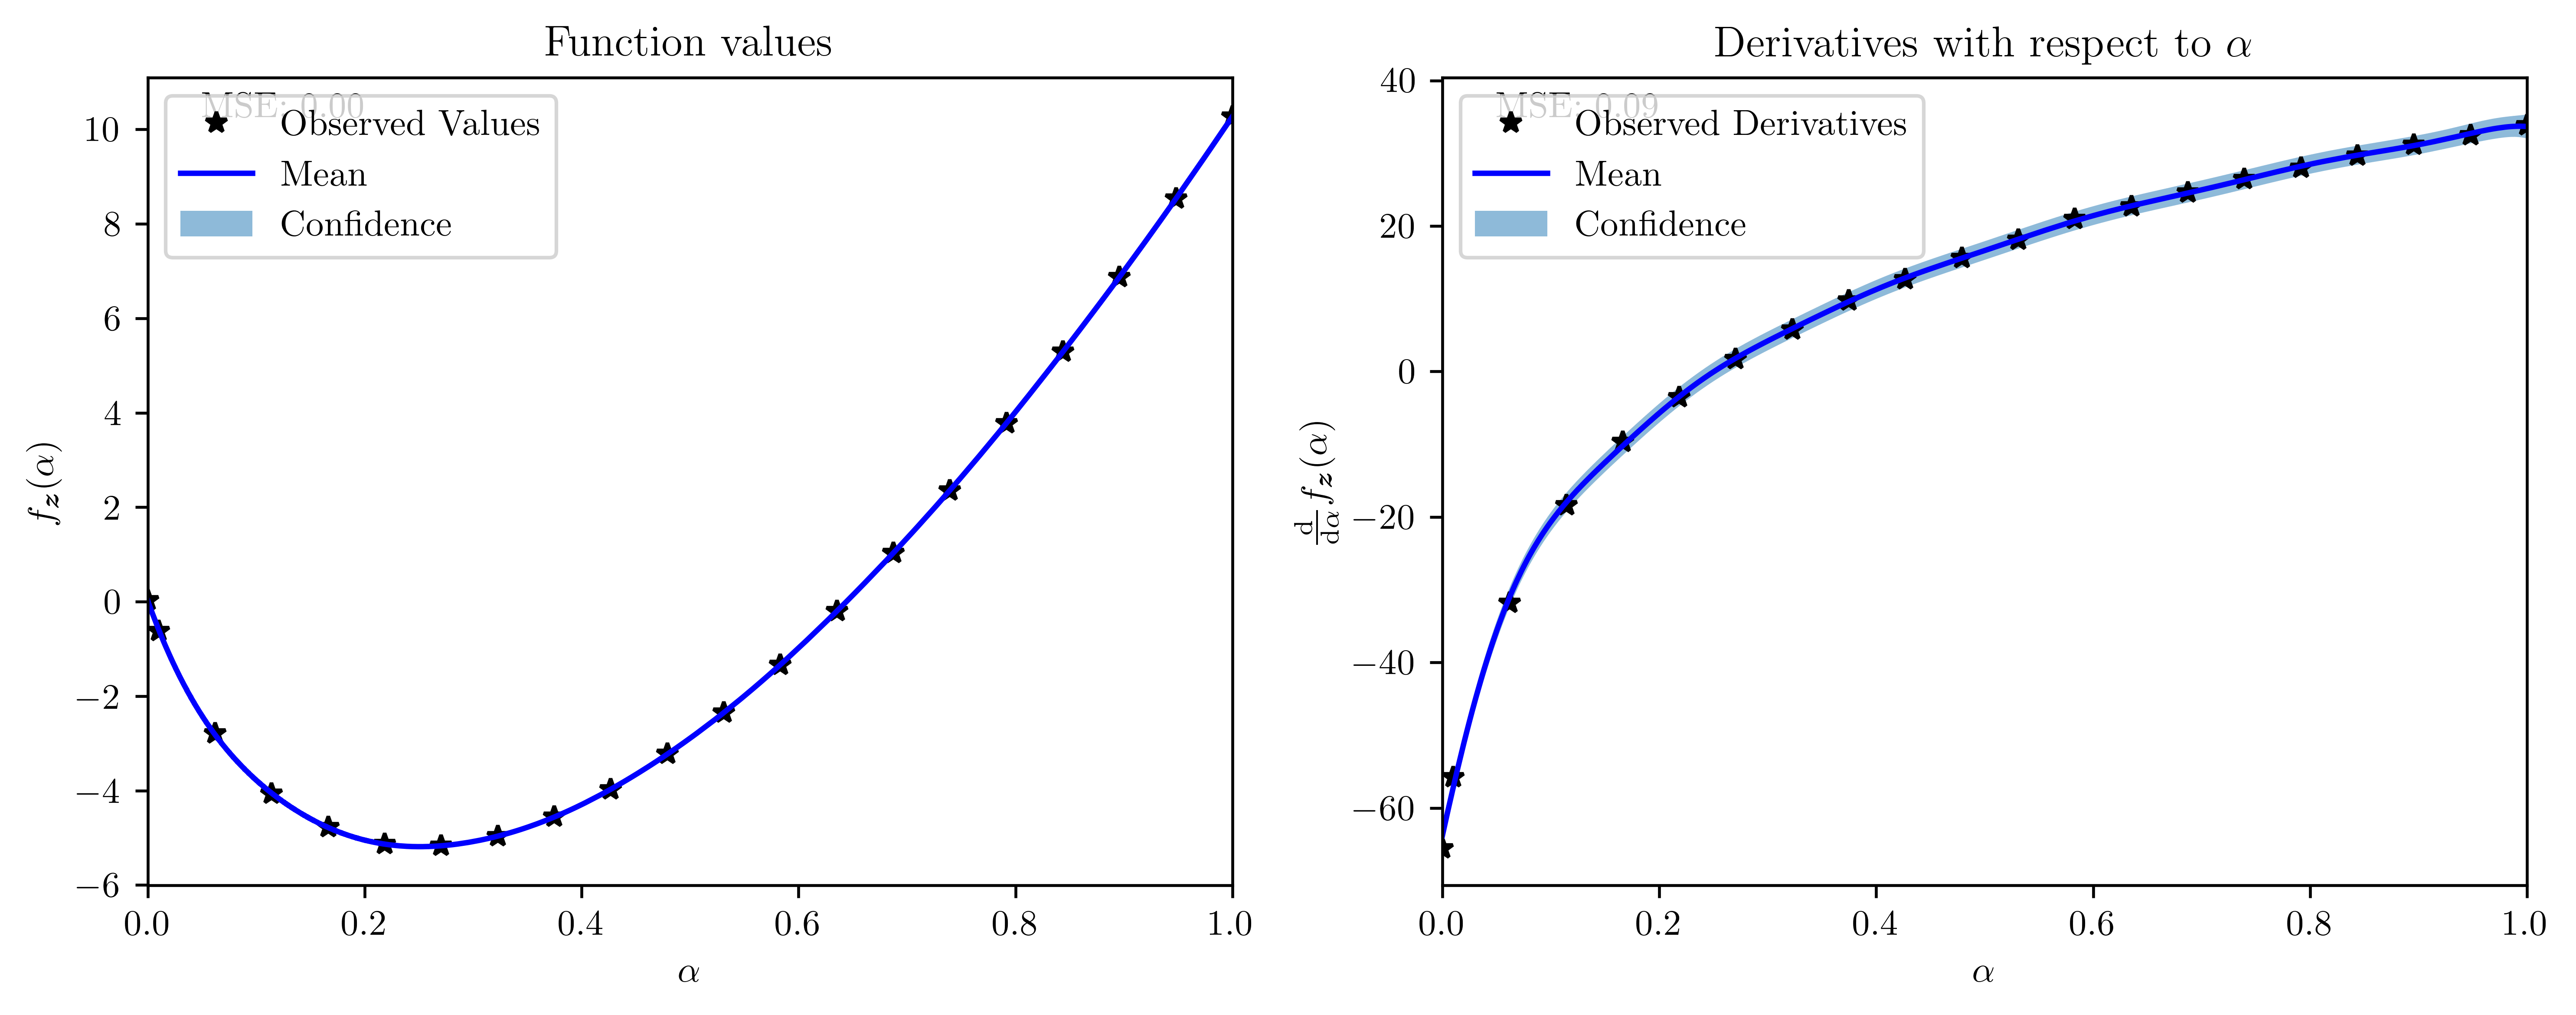 Function values
MSE: 0.00
Observed Values
Mean
Confidence
10
8
6
4
2
0
−2
−4
−6
f_z(α)
0.0 0.2 0.4 0.6 0.8 1.0
α
Derivatives with respect to α
MSE: 0.09
Observed Derivatives
Mean
Confidence
40
20
0
−20
−40
−60
d/dα f_z(α)
0.0 0.2 0.4 0.6 0.8 1.0
α